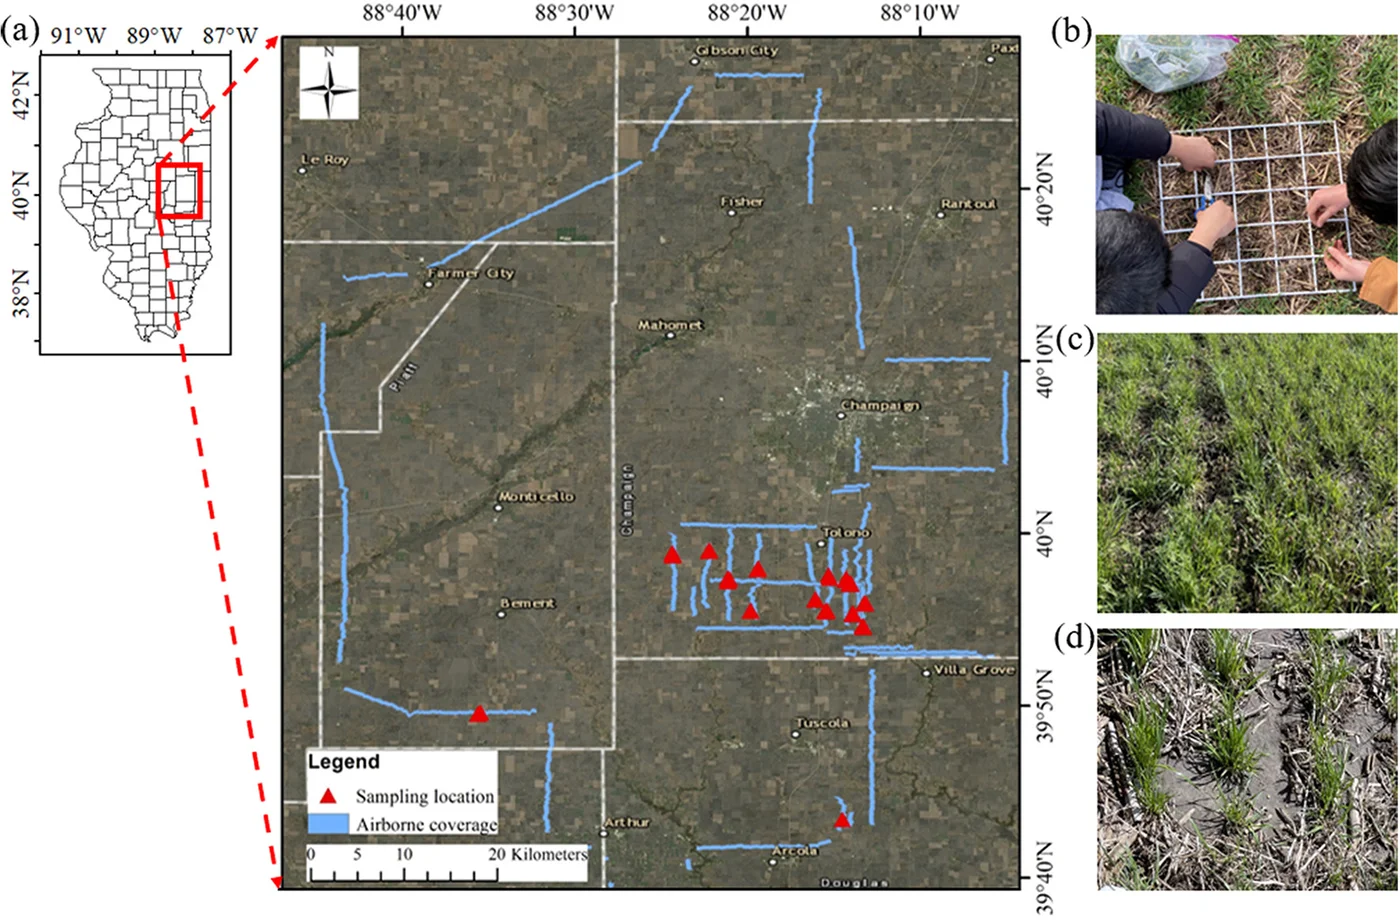 (a)
91°W 89°W 87°W
42°N
40°N
38°N
88°40'W 88°30'W 88°20'W 88°10'W
N
Gibson City
Paxt
Le Roy
Fisher
Rantoul
Farmer City
Mahomet
Piatt
Champaign
Champaign
Monticello
Tolono
Bement
Villa Grove
Tuscola
Arthur
Arcola
Douglas
40°20'N
40°10'N
40°N
39°50'N
39°40'N
Legend
Sampling location
Airborne coverage
0 5 10 20 Kilometers
(b)
(c)
(d)